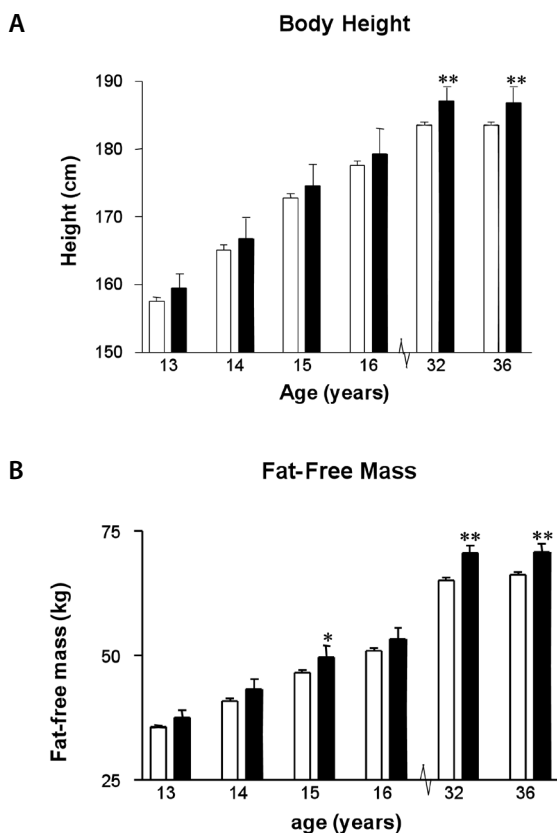 A
Body Height
Height (cm)
190
180
170
160
150
** **
13 14 15 16 32 36
Age (years)
B
Fat-Free Mass
Fat-free mass (kg)
75
50
25
* ** **
13 14 15 16 32 36
age (years)